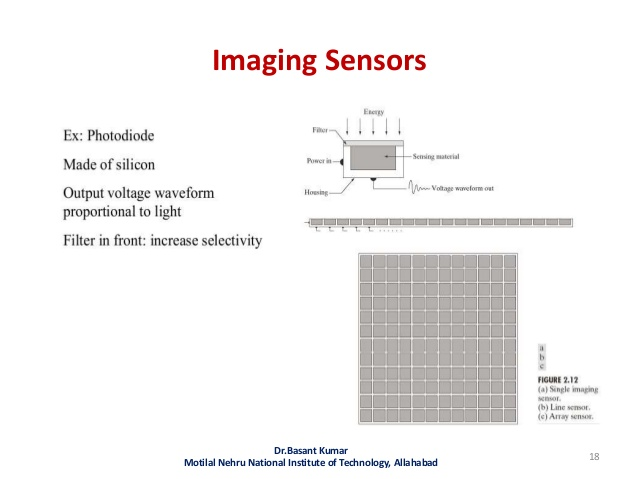 Imaging Sensors
Ex: Photodiode
Made of silicon
Output voltage waveform
proportional to light
Filter in front: increase selectivity
Energy
Filter
Power in
Sensing material
Housing
Voltage waveform out
a
b
c
FIGURE 2.12
(a) Single imaging
sensor.
(b) Line sensor.
(c) Array sensor.
Dr.Basant Kumar
Motilal Nehru National Institute of Technology, Allahabad
18